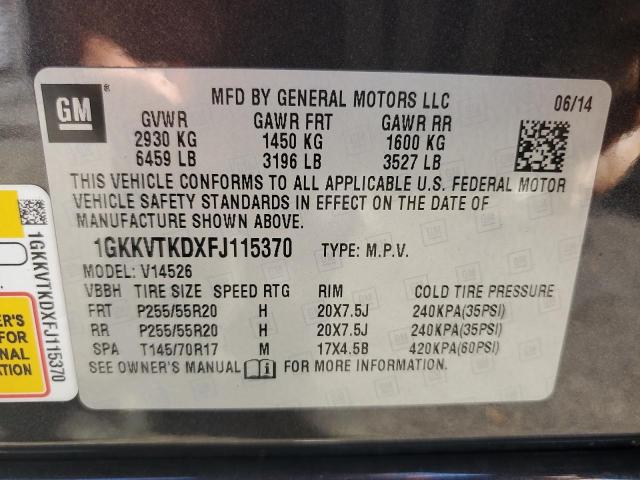 GM
MFD BY GENERAL MOTORS LLC 06/14
GVWR GAWR FRT GAWR RR
2930 KG 1450 KG 1600 KG
6459 LB 3196 LB 3527 LB
THIS VEHICLE CONFORMS TO ALL APPLICABLE U.S. FEDERAL MOTOR
VEHICLE SAFETY STANDARDS IN EFFECT ON THE DATE OF
MANUFACTURE SHOWN ABOVE.
1GKKVTKDXFJ115370 TYPE: M.P.V.
MODEL: V14526
VBBH TIRE SIZE SPEED RTG RIM COLD TIRE PRESSURE
FRT P255/55R20 H 20X7.5J 240KPA(35PSI)
RR P255/55R20 H 20X7.5J 240KPA(35PSI)
SPA T145/70R17 M 17X4.5B 420KPA(60PSI)
SEE OWNER'S MANUAL FOR MORE INFORMATION.
1GKKVTKDXFJ115370
ER'S
FOR
NAL
ATION